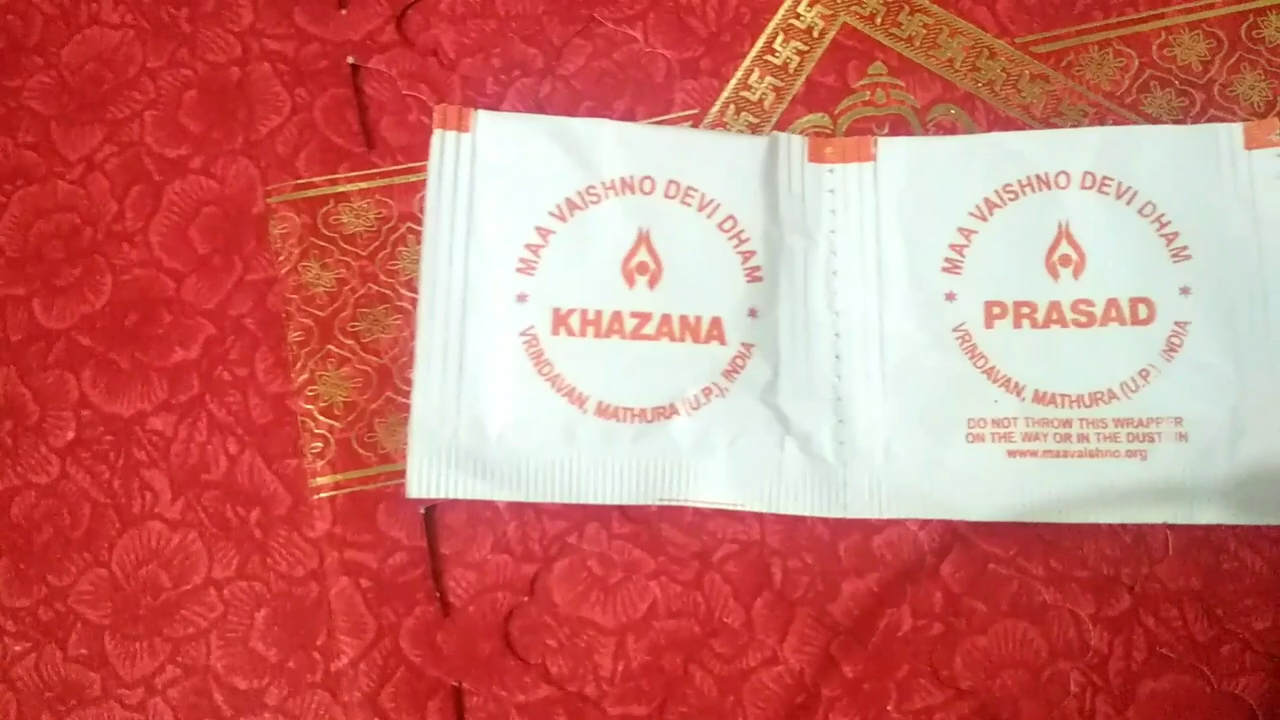 MAA VAISHNO DEVI DHAM
KHAZANA
VRINDAVAN, MATHURA (U.P.), INDIA
MAA VAISHNO DEVI DHAM
PRASAD
VRINDAVAN, MATHURA (U.P.) INDIA
DO NOT THROW THIS WRAPPER
ON THE WAY OR IN THE DUSTBIN
www.maavaishno.org